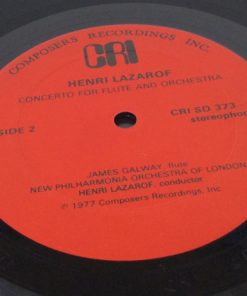 COMPOSERS RECORDINGS INC.
CRI
HENRI LAZAROF
CONCERTO FOR FLUTE AND ORCHESTRA
SIDE 2
CRI SD 373
JAMES GALWAY, flute
NEW PHILHARMONIA ORCHESTRA OF LONDON
HENRI LAZAROF, conductor
℗ 1977 Composers Recordings, Inc